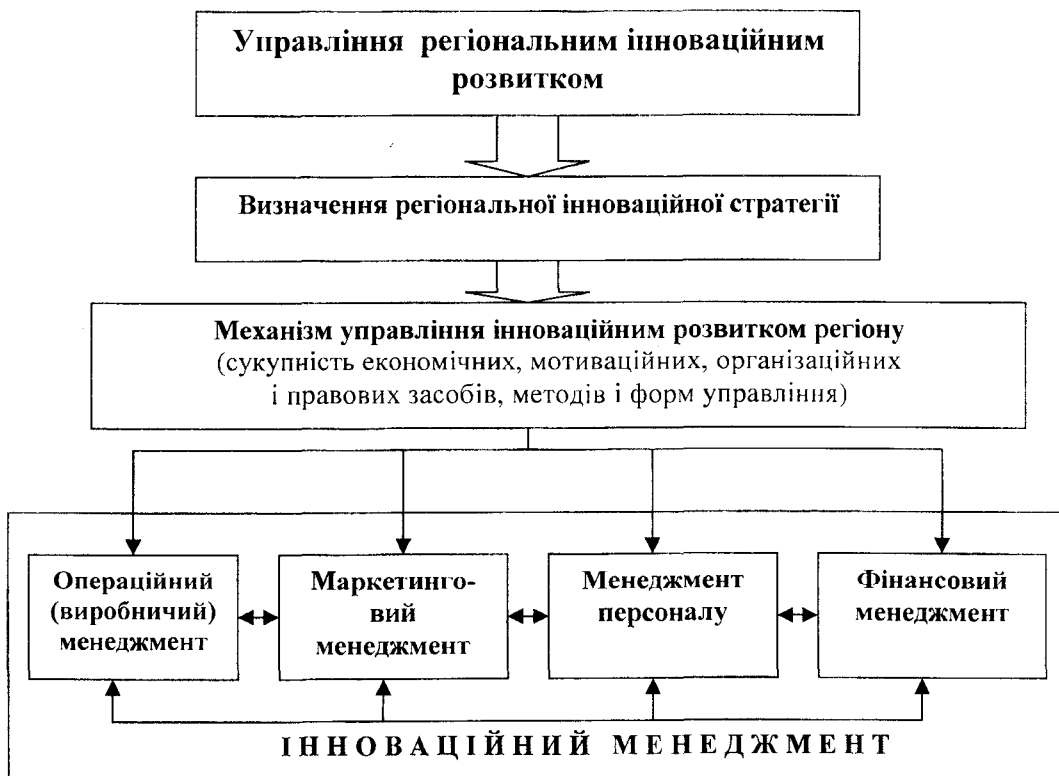 Управління регіональним інноваційним
розвитком
Визначення регіональної інноваційної стратегії
Механізм управління інноваційним розвитком регіону
(сукупність економічних, мотиваційних, організаційних
і правових засобів, методів і форм управління)
Операційний
(виробничий)
менеджмент
Маркетинго-
вий
менеджмент
Менеджмент
персоналу
Фінансовий
менеджмент
ІННОВАЦІЙНИЙ МЕНЕДЖМЕНТ